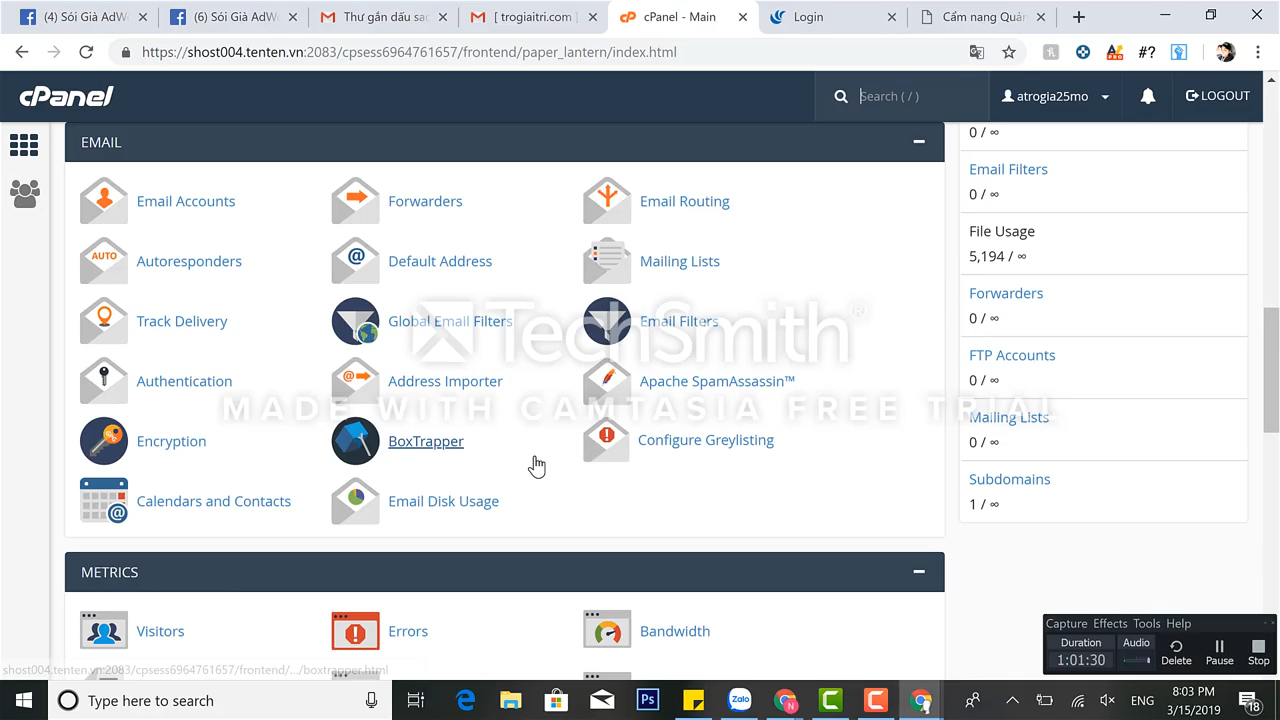 (4) Sói Già AdW
(6) Sói Già AdW
Thư gắn dấu sao
[ trogiaitri.com ]
cPanel - Main
Login
Cẩm nang Quản
https://shost004.tenten.vn:2083/cpsess6964761657/frontend/paper_lantern/index.html
#?
cPanel
Search ( / )
atrogia25mo
LOGOUT
EMAIL
Email Accounts
Forwarders
Email Routing
AUTO
Autoresponders
Default Address
Mailing Lists
Track Delivery
Global Email Filters
Email Filters
Authentication
Address Importer
Apache SpamAssassin™
Encryption
BoxTrapper
Configure Greylisting
Calendars and Contacts
Email Disk Usage
METRICS
Visitors
Errors
Bandwidth
0 / ∞
Email Filters
0 / ∞
File Usage
5,194 / ∞
Forwarders
0 / ∞
FTP Accounts
0 / ∞
Mailing Lists
0 / ∞
Subdomains
1 / ∞
TechSmith®
MADE WITH CAMTASIA FREE TRIAL
shost004.tenten.vn:2083/cpsess6964761657/frontend/.../boxtrapper.html
Capture Effects Tools Help
Duration
1:01:30
Audio
Delete
Pause
Stop
Type here to search
Ps
Zalo
ENG
8:03 PM
3/15/2019
18